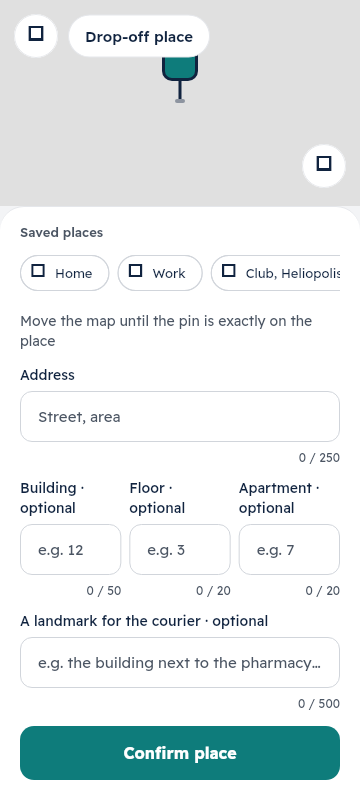 Drop-off place
Saved places
Home
Work
Club, Heliopolis
Move the map until the pin is exactly on the
place
Address
Street, area
0 / 250
Building · optional
Floor · optional
Apartment · optional
e.g. 12
e.g. 3
e.g. 7
0 / 50
0 / 20
0 / 20
A landmark for the courier · optional
e.g. the building next to the pharmacy...
0 / 500
Confirm place